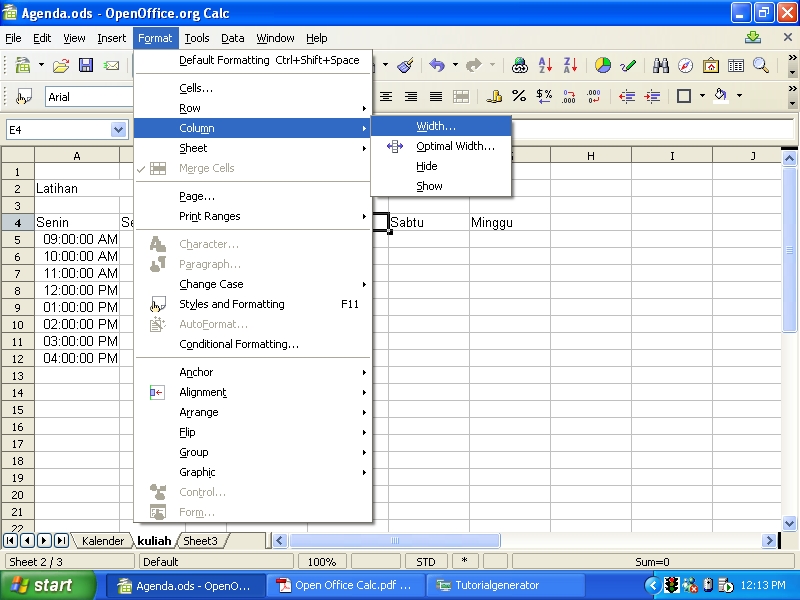 Agenda.ods - OpenOffice.org Calc
File Edit View Insert Format Tools Data Window Help
Arial
E4
Default Formatting Ctrl+Shift+Space
Cells...
Row
Column
Sheet
Merge Cells
Page...
Print Ranges
Character...
Paragraph...
Change Case
Styles and Formatting F11
AutoFormat...
Conditional Formatting...
Anchor
Alignment
Arrange
Flip
Group
Graphic
Control...
Form...
Width...
Optimal Width...
Hide
Show
A H I J
1
2 Latihan
3
4 Senin Se Sabtu Minggu
5 09:00:00 AM
6 10:00:00 AM
7 11:00:00 AM
8 12:00:00 PM
9 01:00:00 PM
10 02:00:00 PM
11 03:00:00 PM
12 04:00:00 PM
13
14
15
16
17
18
19
20
21
22
Kalender kuliah Sheet3
Sheet 2 / 3 Default 100% STD * Sum=0
start Agenda.ods - OpenO... Open Office Calc.pdf ... Tutorialgenerator 12:13 PM